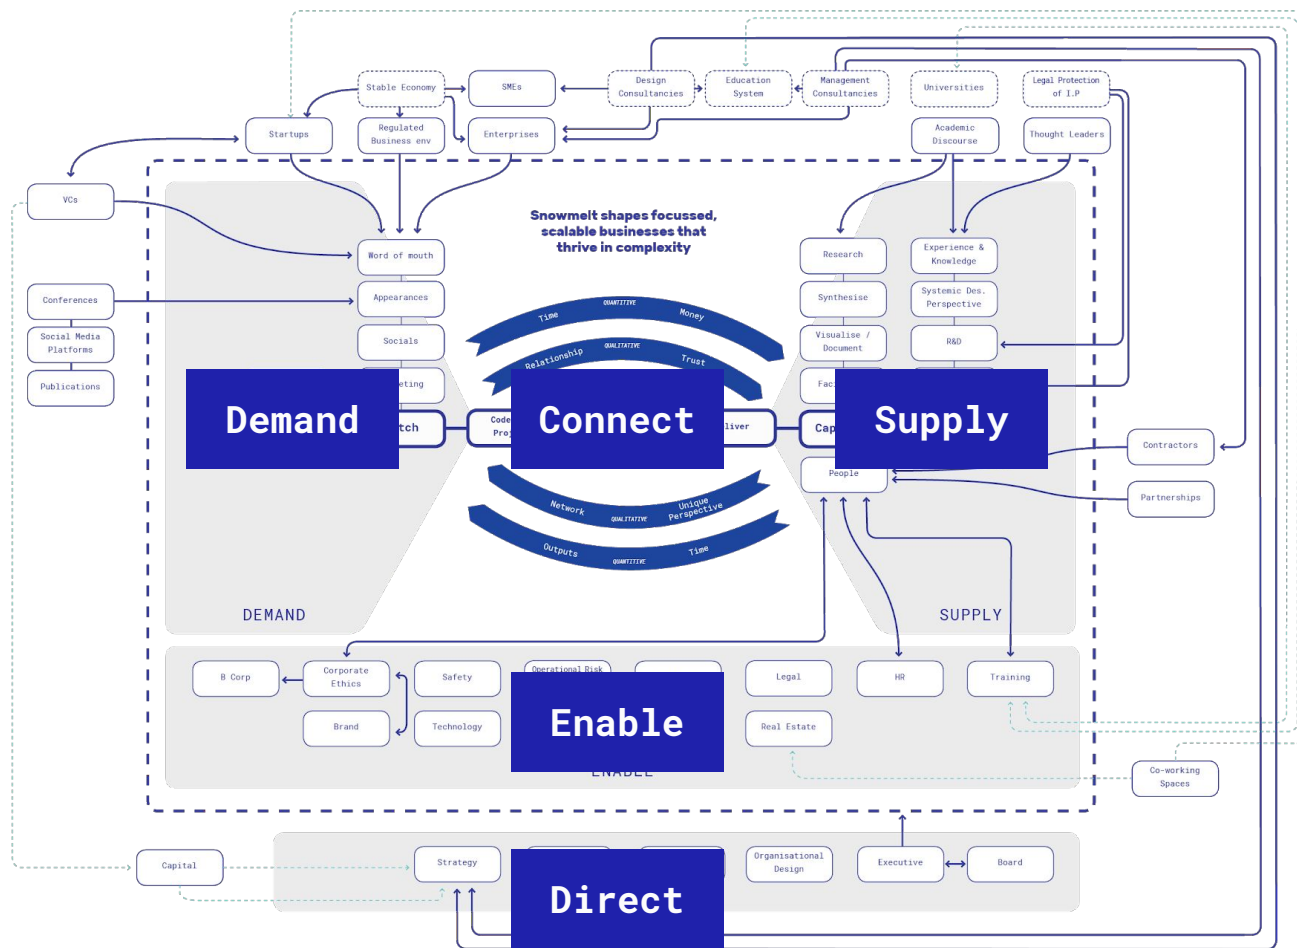 Stable Economy
SMEs
Design
Consultancies
Education
System
Management
Consultancies
Universities
Legal Protection
of I.P
Startups
Regulated
Business env
Enterprises
Academic
Discourse
Thought Leaders
VCs
Snowmelt shapes focussed,
scalable businesses that
thrive in complexity
Word of mouth
Research
Experience &
Knowledge
Conferences
Appearances
Synthesise
Systemic Des.
Perspective
Time
QUANTITIVE
Money
Social Media
Platforms
Socials
Visualise /
Document
R&D
Relationship
QUALITATIVE
Trust
Publications
Demand
Connect
Supply
Contractors
People
Partnerships
Network
QUALITATIVE
Unique
Perspective
Outputs
QUANTITIVE
Time
DEMAND
SUPPLY
B Corp
Corporate
Ethics
Safety
Operational Risk
Legal
HR
Training
Brand
Technology
Enable
Real Estate
ENABLE
Co-working
Spaces
Capital
Strategy
Direct
Organisational
Design
Executive
Board